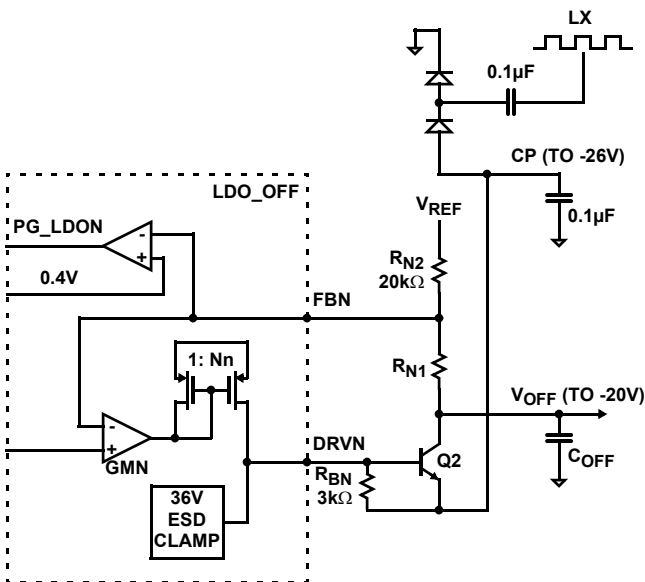 LX
0.1µF
CP (TO -26V)
0.1µF
LDO_OFF
PG_LDON
-
+
0.4V
VREF
RN2
20kΩ
FBN
RN1
1: Nn
VOFF (TO -20V)
-
+
GMN
DRVN
Q2
COFF
RBN
3kΩ
36V
ESD
CLAMP